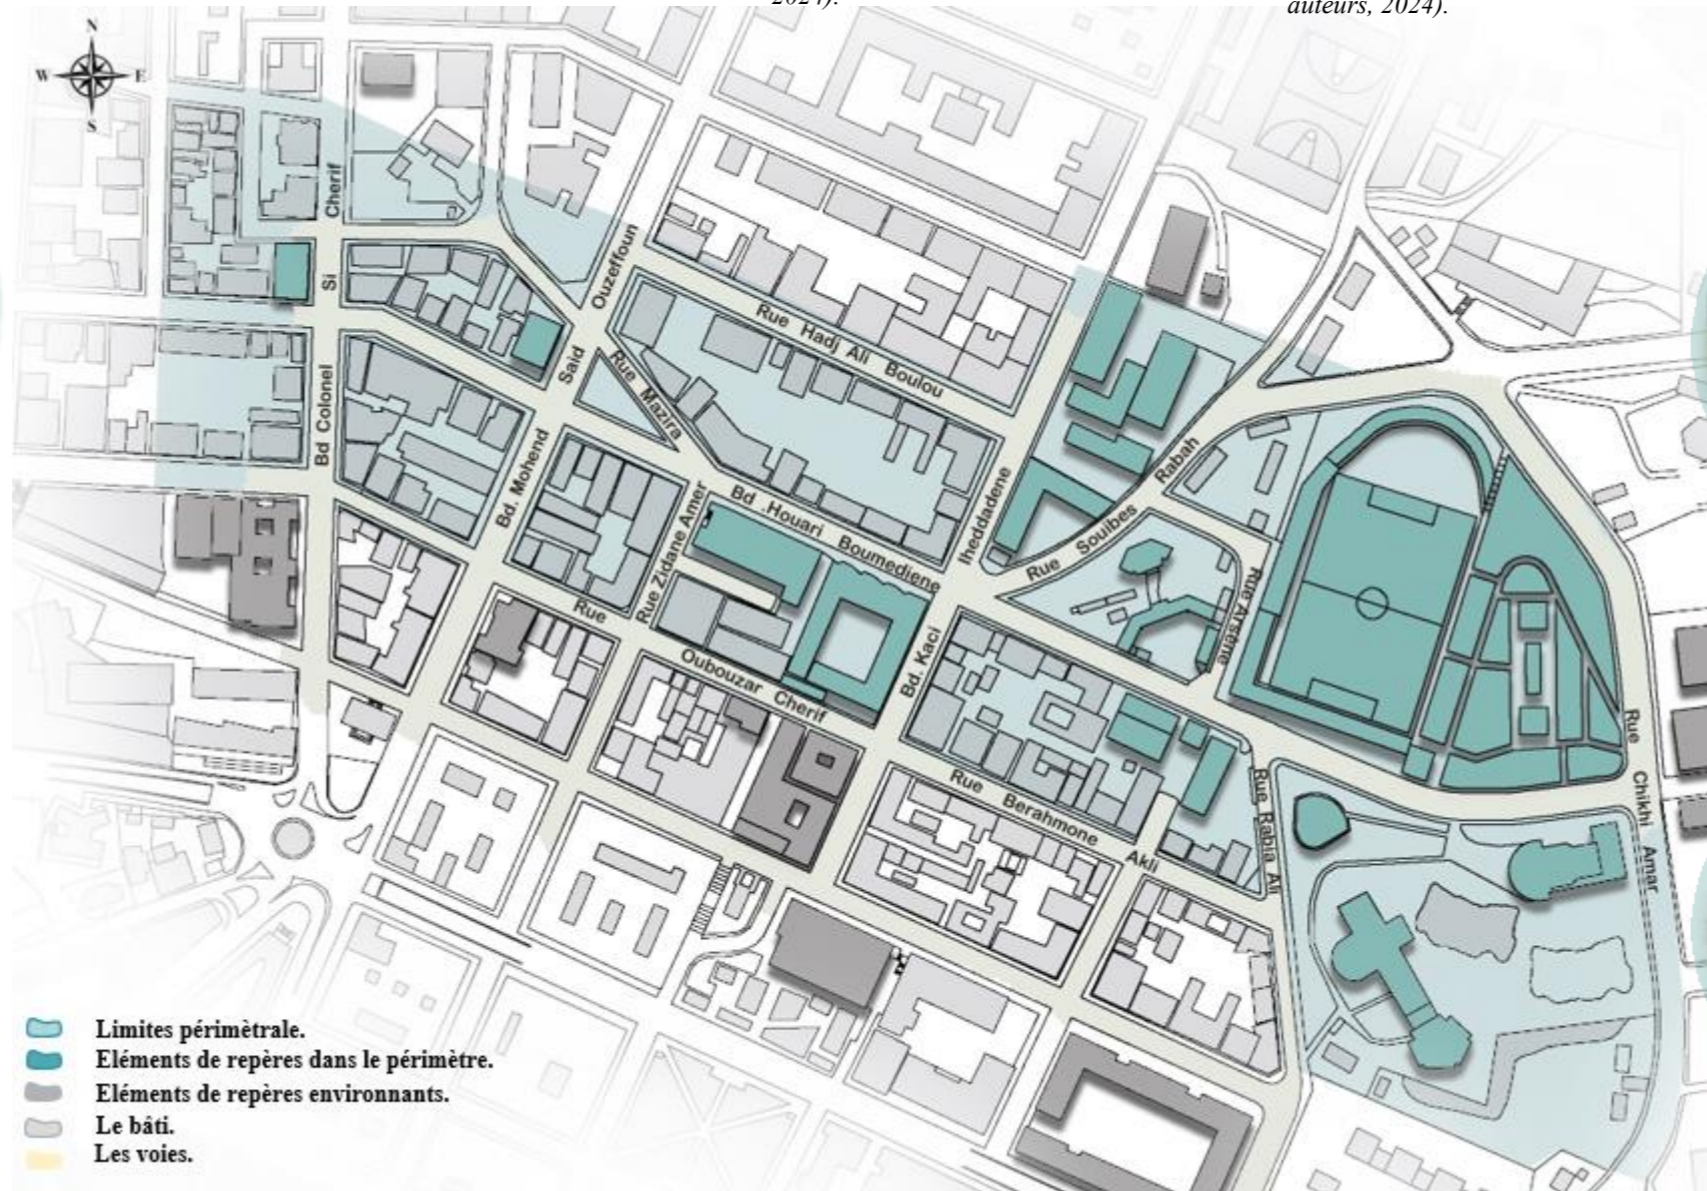 2024).
auteurs, 2024).
N
W
E
S
Bd Colonel Si Cherif
Bd. Mohend Said Ouzeffoun
Rue Hadj Ali Boulou
Rue Mazira
Bd .Houari Boumediene
Rue Zidane Amer
Rue Oubouzar Cherif
Bd. Kaci Iheddadene
Rue Souibes Rabah
Rue Arsene
Rue Berahmone Akli
Rue Rabia Ali
Rue Chikhi Amar
Limites périmètrale.
Eléments de repères dans le périmètre.
Eléments de repères environnants.
Le bâti.
Les voies.